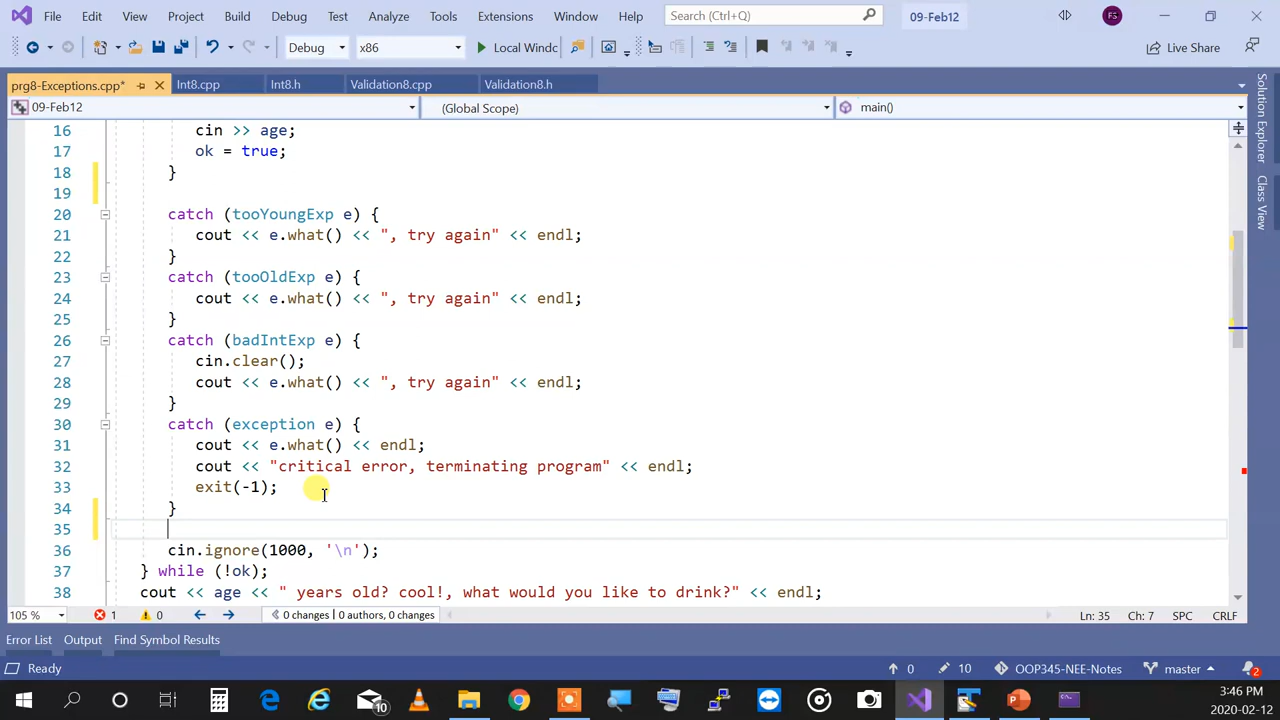 File Edit View Project Build Debug Test Analyze Tools Extensions Window Help Search (Ctrl+Q) 09-Feb12 FS
Debug x86 Local Windc Live Share
prg8-Exceptions.cpp* Int8.cpp Int8.h Validation8.cpp Validation8.h
09-Feb12 (Global Scope) main()
16 cin >> age;
17 ok = true;
18 }
19
20 catch (tooYoungExp e) {
21 cout << e.what() << ", try again" << endl;
22 }
23 catch (tooOldExp e) {
24 cout << e.what() << ", try again" << endl;
25 }
26 catch (badIntExp e) {
27 cin.clear();
28 cout << e.what() << ", try again" << endl;
29 }
30 catch (exception e) {
31 cout << e.what() << endl;
32 cout << "critical error, terminating program" << endl;
33 exit(-1);
34 }
35
36 cin.ignore(1000, '\n');
37 } while (!ok);
38 cout << age << " years old? cool!, what would you like to drink?" << endl;
Solution Explorer
Class View
105 % 1 0 0 changes | 0 authors, 0 changes Ln: 35 Ch: 7 SPC CRLF
Error List Output Find Symbol Results
Ready 0 10 OOP345-NEE-Notes master 2
10
3:46 PM
2020-02-12